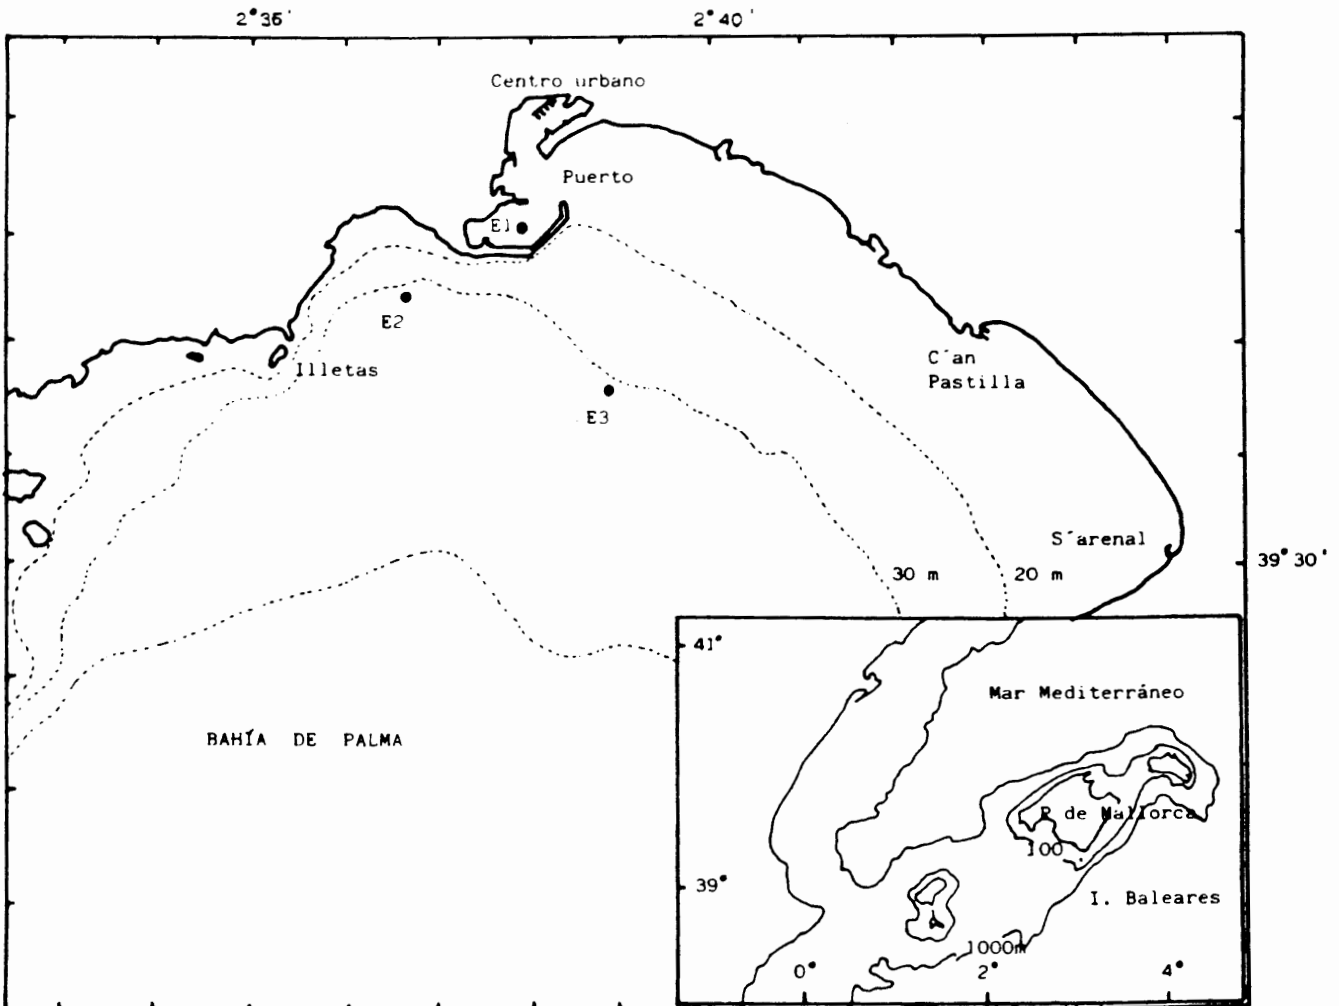 2° 35'
2° 40'
Centro urbano
Puerto
E1
E2
Illetas
C´an
Pastilla
E3
S´arenal
39° 30'
30 m
20 m
41°
Mar Mediterráneo
BAHÍA DE PALMA
P. de Mallorca
100
39°
I. Baleares
1000m
0°
2°
4°